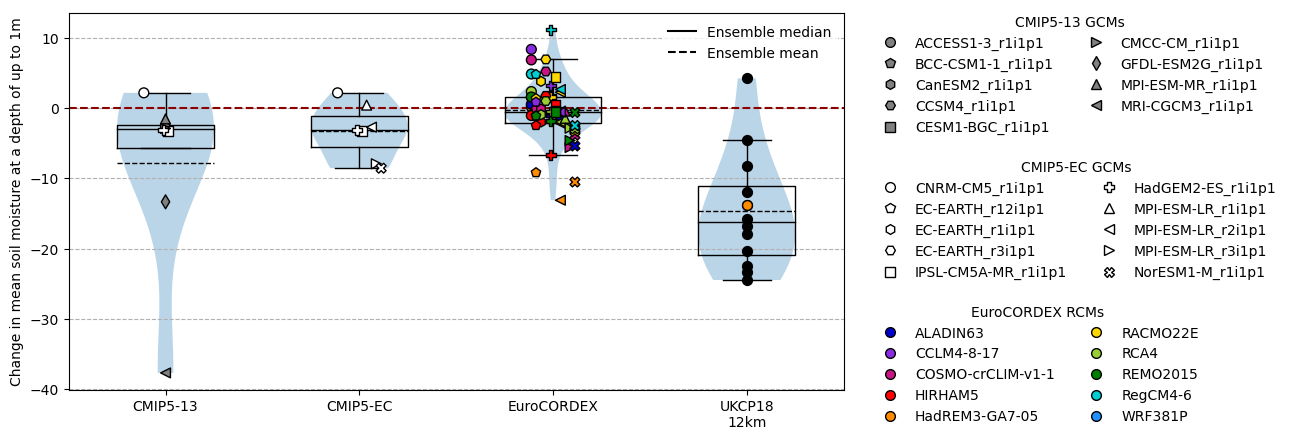 Change in mean soil moisture at a depth of up to 1m
10
0
−10
−20
−30
−40
CMIP5-13
CMIP5-EC
EuroCORDEX
UKCP18
12km
Ensemble median
Ensemble mean
CMIP5-13 GCMs
ACCESS1-3_r1i1p1
BCC-CSM1-1_r1i1p1
CanESM2_r1i1p1
CCSM4_r1i1p1
CESM1-BGC_r1i1p1
CMCC-CM_r1i1p1
GFDL-ESM2G_r1i1p1
MPI-ESM-MR_r1i1p1
MRI-CGCM3_r1i1p1
CMIP5-EC GCMs
CNRM-CM5_r1i1p1
EC-EARTH_r12i1p1
EC-EARTH_r1i1p1
EC-EARTH_r3i1p1
IPSL-CM5A-MR_r1i1p1
HadGEM2-ES_r1i1p1
MPI-ESM-LR_r1i1p1
MPI-ESM-LR_r2i1p1
MPI-ESM-LR_r3i1p1
NorESM1-M_r1i1p1
EuroCORDEX RCMs
ALADIN63
CCLM4-8-17
COSMO-crCLIM-v1-1
HIRHAM5
HadREM3-GA7-05
RACMO22E
RCA4
REMO2015
RegCM4-6
WRF381P